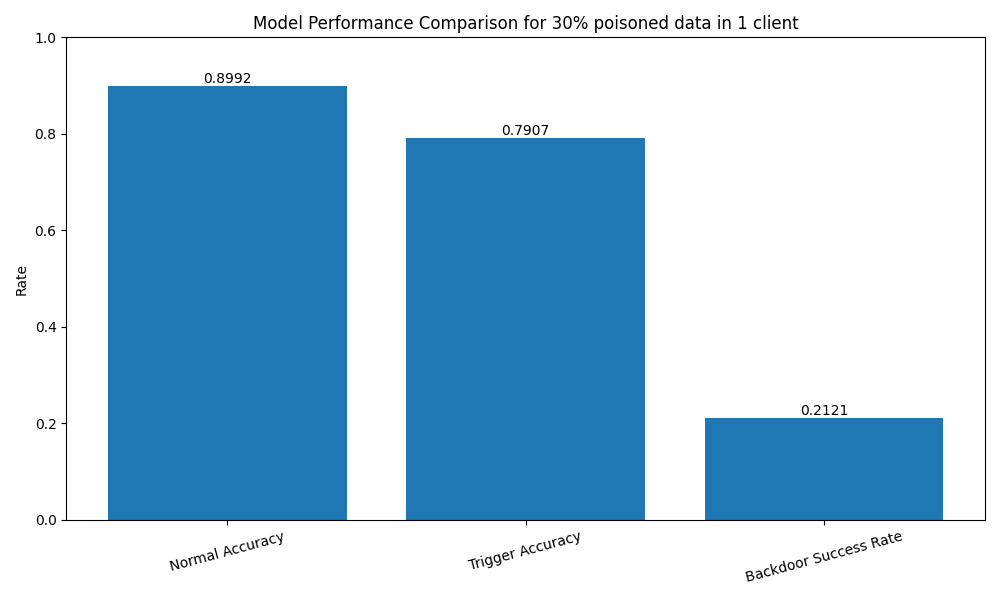 Model Performance Comparison for 30% poisoned data in 1 client
1.0
0.8
0.6
0.4
0.2
0.0
Rate
0.8992
0.7907
0.2121
Normal Accuracy
Trigger Accuracy
Backdoor Success Rate